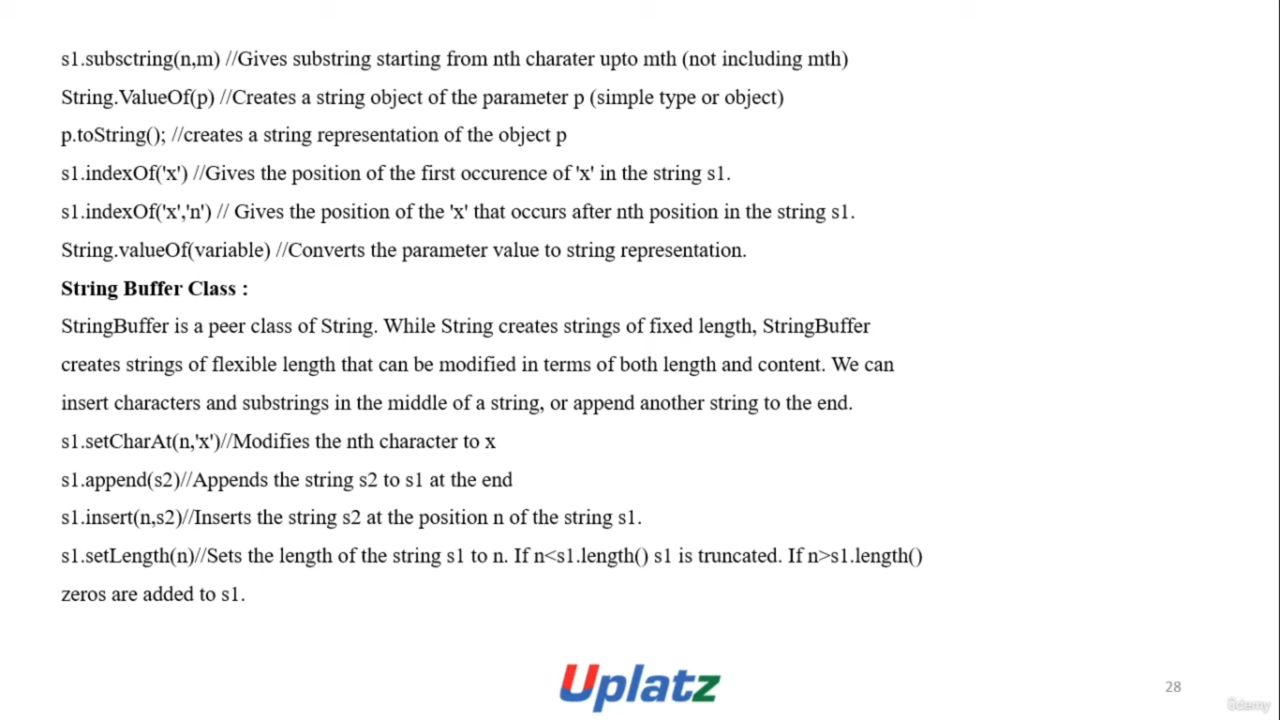 s1.subsctring(n,m) //Gives substring starting from nth charater upto mth (not including mth)
String.ValueOf(p) //Creates a string object of the parameter p (simple type or object)
p.toString(); //creates a string representation of the object p
s1.indexOf('x') //Gives the position of the first occurence of 'x' in the string s1.
s1.indexOf('x','n') // Gives the position of the 'x' that occurs after nth position in the string s1.
String.valueOf(variable) //Converts the parameter value to string representation.
String Buffer Class :
StringBuffer is a peer class of String. While String creates strings of fixed length, StringBuffer
creates strings of flexible length that can be modified in terms of both length and content. We can
insert characters and substrings in the middle of a string, or append another string to the end.
s1.setCharAt(n,'x')//Modifies the nth character to x
s1.append(s2)//Appends the string s2 to s1 at the end
s1.insert(n,s2)//Inserts the string s2 at the position n of the string s1.
s1.setLength(n)//Sets the length of the string s1 to n. If n<s1.length() s1 is truncated. If n>s1.length()
zeros are added to s1.
Uplatz
28
ûdemy